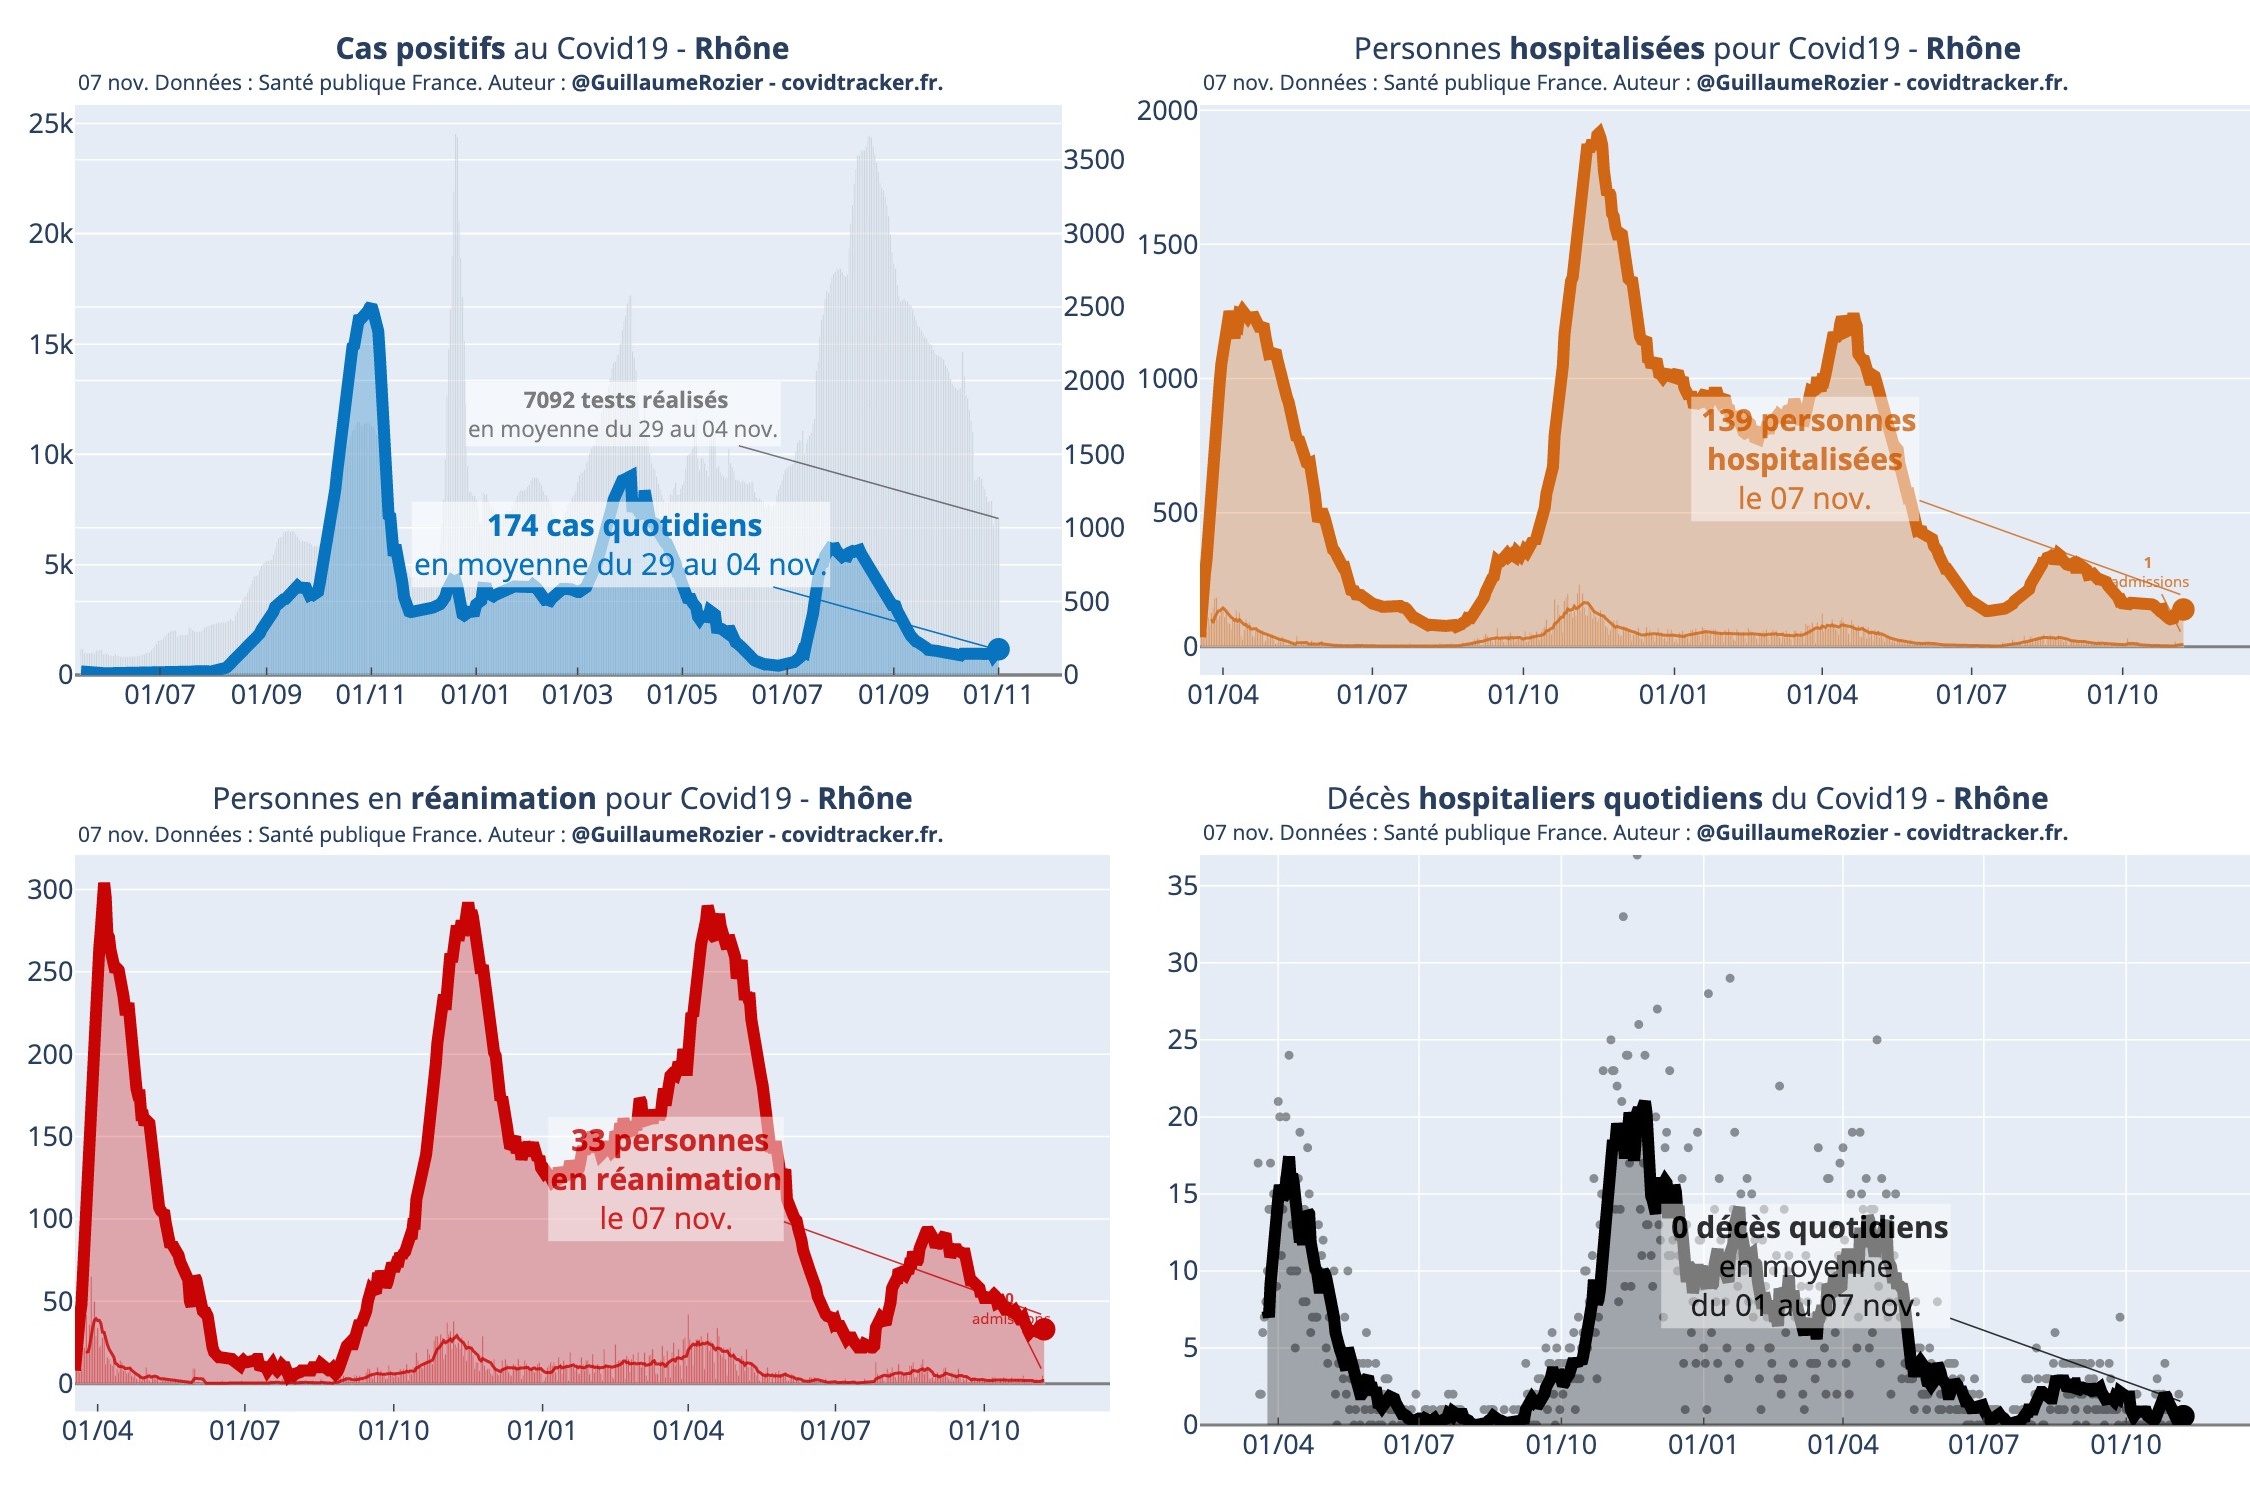 Cas positifs au Covid19 - Rhône
07 nov. Données : Santé publique France. Auteur : @GuillaumeRozier - covidtracker.fr.
25k
20k
15k
10k
5k
0
3500
3000
2500
2000
1500
1000
500
0
7092 tests réalisés
en moyenne du 29 au 04 nov.
174 cas quotidiens
en moyenne du 29 au 04 nov.
01/07 01/09 01/11 01/01 01/03 01/05 01/07 01/09 01/11
Personnes hospitalisées pour Covid19 - Rhône
07 nov. Données : Santé publique France. Auteur : @GuillaumeRozier - covidtracker.fr.
2000
1500
1000
500
0
139 personnes
hospitalisées
le 07 nov.
1
admissions
01/04 01/07 01/10 01/01 01/04 01/07 01/10
Personnes en réanimation pour Covid19 - Rhône
07 nov. Données : Santé publique France. Auteur : @GuillaumeRozier - covidtracker.fr.
300
250
200
150
100
50
0
33 personnes
en réanimation
le 07 nov.
0
admissions
01/04 01/07 01/10 01/01 01/04 01/07 01/10
Décès hospitaliers quotidiens du Covid19 - Rhône
07 nov. Données : Santé publique France. Auteur : @GuillaumeRozier - covidtracker.fr.
35
30
25
20
15
10
5
0
0 décès quotidiens
en moyenne
du 01 au 07 nov.
01/04 01/07 01/10 01/01 01/04 01/07 01/10